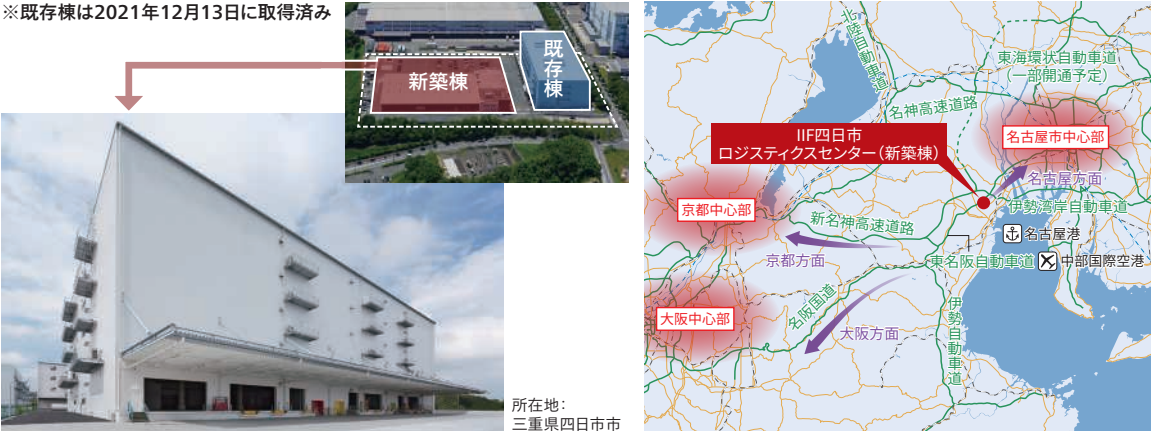 ※既存棟は2021年12月13日に取得済み
新築棟
既存棟
所在地：
三重県四日市市
北陸自動車道
東海環状自動車道
（一部開通予定）
名神高速道路
IIF四日市
ロジスティクスセンター（新築棟）
名古屋市中心部
名古屋方面
京都中心部
伊勢湾岸自動車道
新名神高速道路
名古屋港
京都方面
東名阪自動車道
中部国際空港
名阪国道
大阪中心部
大阪方面
伊勢自動車道